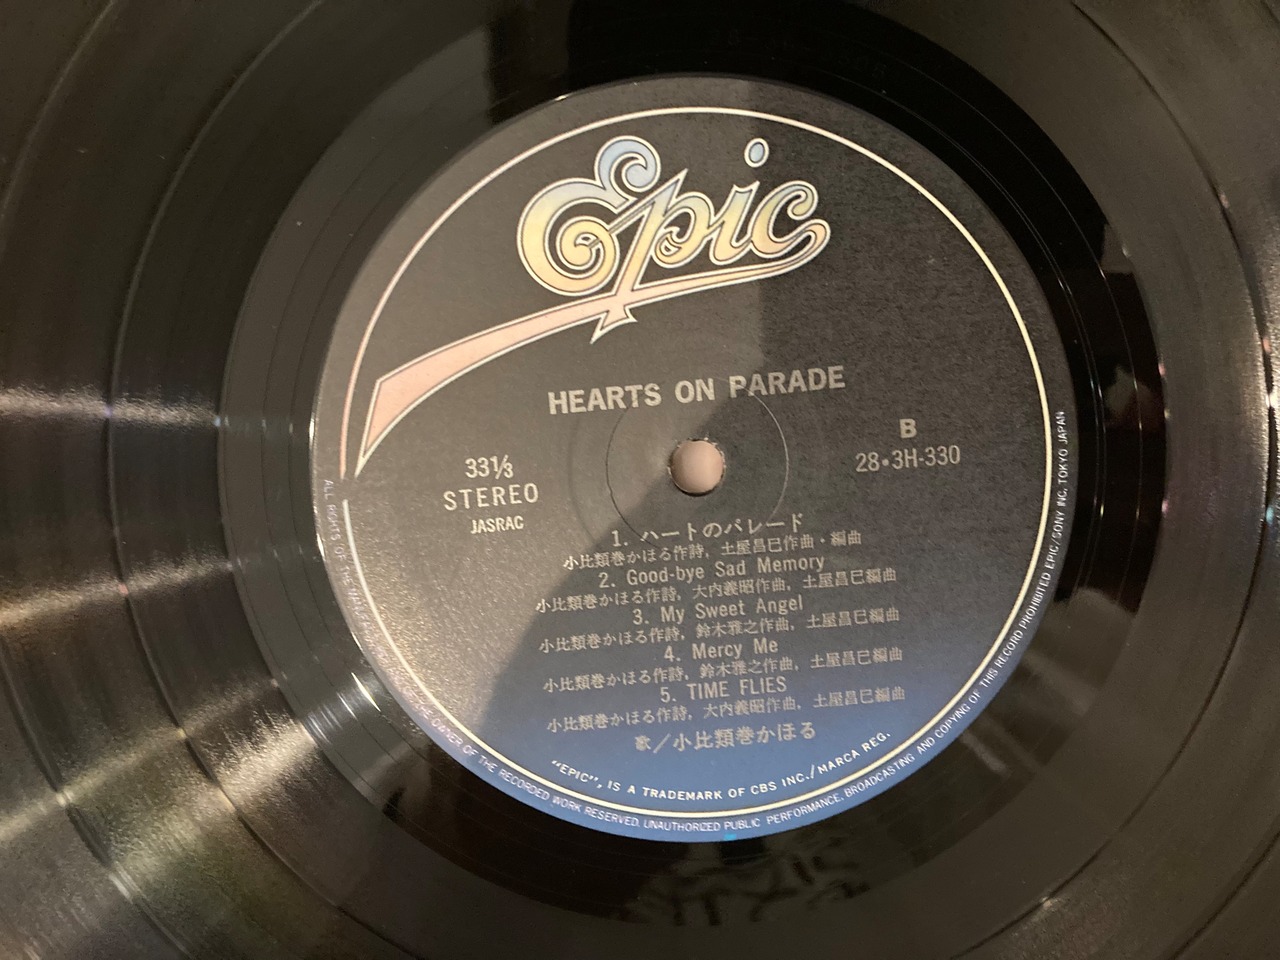 Epic
HEARTS ON PARADE
33⅓
STEREO
JASRAC
B
28•3H-330
1. ハートのパレード
小比類巻かほる作詩, 土屋昌巳作曲・編曲
2. Good-bye Sad Memory
小比類巻かほる作詩, 大内義昭作曲, 土屋昌巳編曲
3. My Sweet Angel
小比類巻かほる作詩, 鈴木雅之作曲, 土屋昌巳編曲
4. Mercy Me
小比類巻かほる作詩, 鈴木雅之作曲, 土屋昌巳編曲
5. TIME FLIES
小比類巻かほる作詩, 大内義昭作曲, 土屋昌巳編曲
歌／小比類巻かほる
"EPIC", IS A TRADEMARK OF CBS INC./MARCA REG.
ALL RIGHTS OF THE OWNER OF THE RECORDED WORK RESERVED. UNAUTHORIZED PUBLIC PERFORMANCE, BROADCASTING AND COPYING OF THIS RECORD PROHIBITED EPIC/SONY INC. TOKYO JAPAN